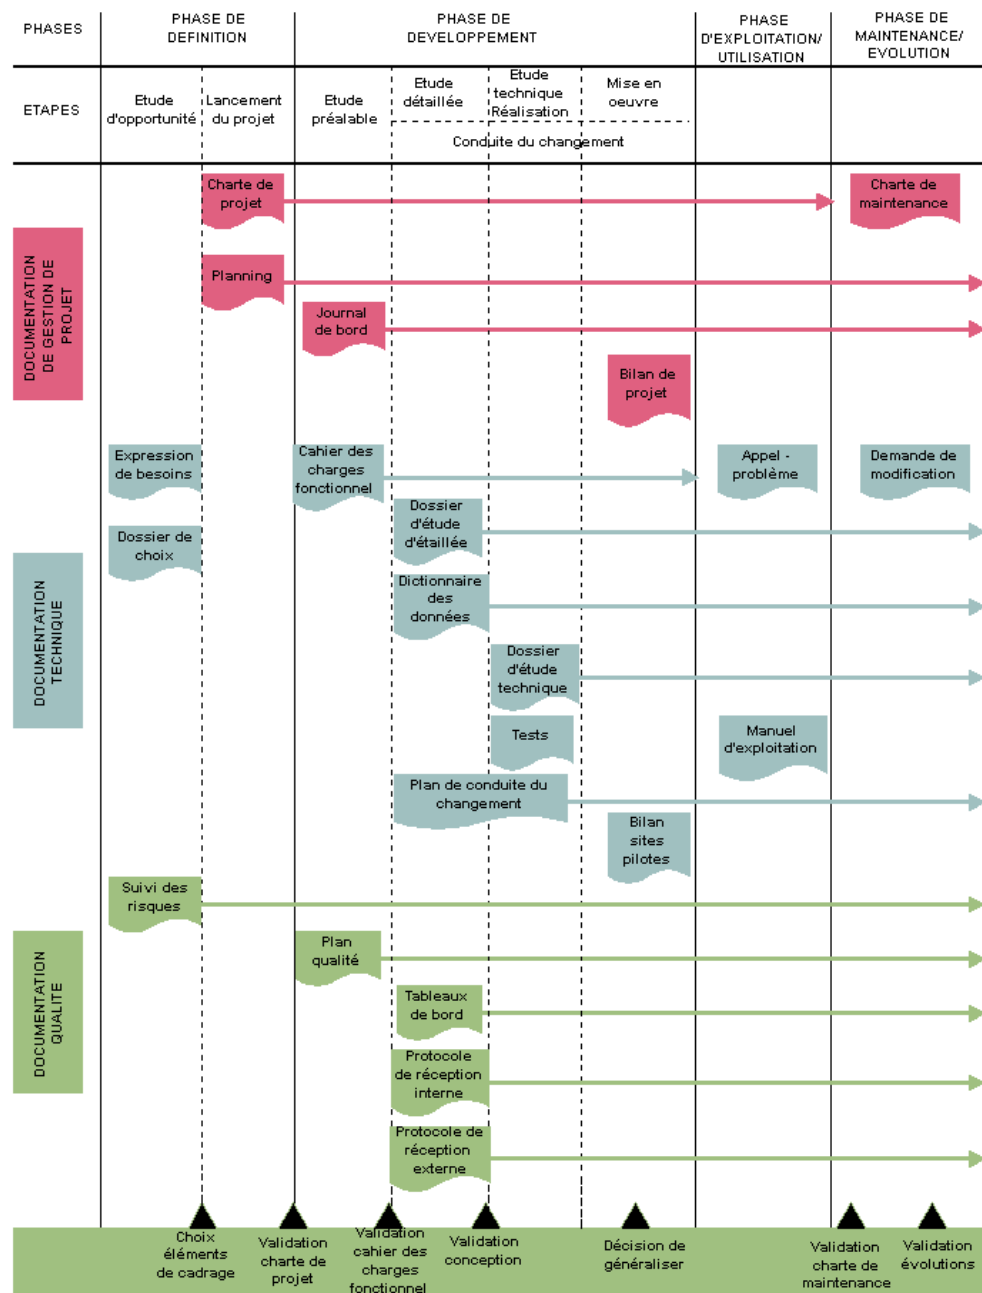 PHASES
PHASE DE
DEFINITION
PHASE DE
DEVELOPPEMENT
PHASE
D'EXPLOITATION/
UTILISATION
PHASE DE
MAINTENANCE/
EVOLUTION
ETAPES
Etude
d'opportunité
Lancement
du projet
Etude
préalable
Etude
détaillée
Etude
technique
Réalisation
Mise en
oeuvre
Conduite du changement
DOCUMENTATION
DE GESTION DE
PROJET
Charte de
projet
Charte de
maintenance
Planning
Journal
de bord
Bilan de
projet
DOCUMENTATION
TECHNIQUE
Expression
de besoins
Cahier des
charges
fonctionnel
Appel -
problème
Demande de
modification
Dossier de
choix
Dossier
d'étude
d'étaillée
Dictionnaire
des
données
Dossier
d'étude
technique
Tests
Manuel
d'exploitation
Plan de conduite du
changement
Bilan
sites
pilotes
DOCUMENTATION
QUALITE
Suivi des
risques
Plan
qualité
Tableaux
de bord
Protocole
de réception
interne
Protocole de
réception
externe
Choix
éléments
de cadrage
Validation
charte de
projet
Validation
cahier des
charges
fonctionnel
Validation
conception
Décision de
généraliser
Validation
charte de
maintenance
Validation
évolutions